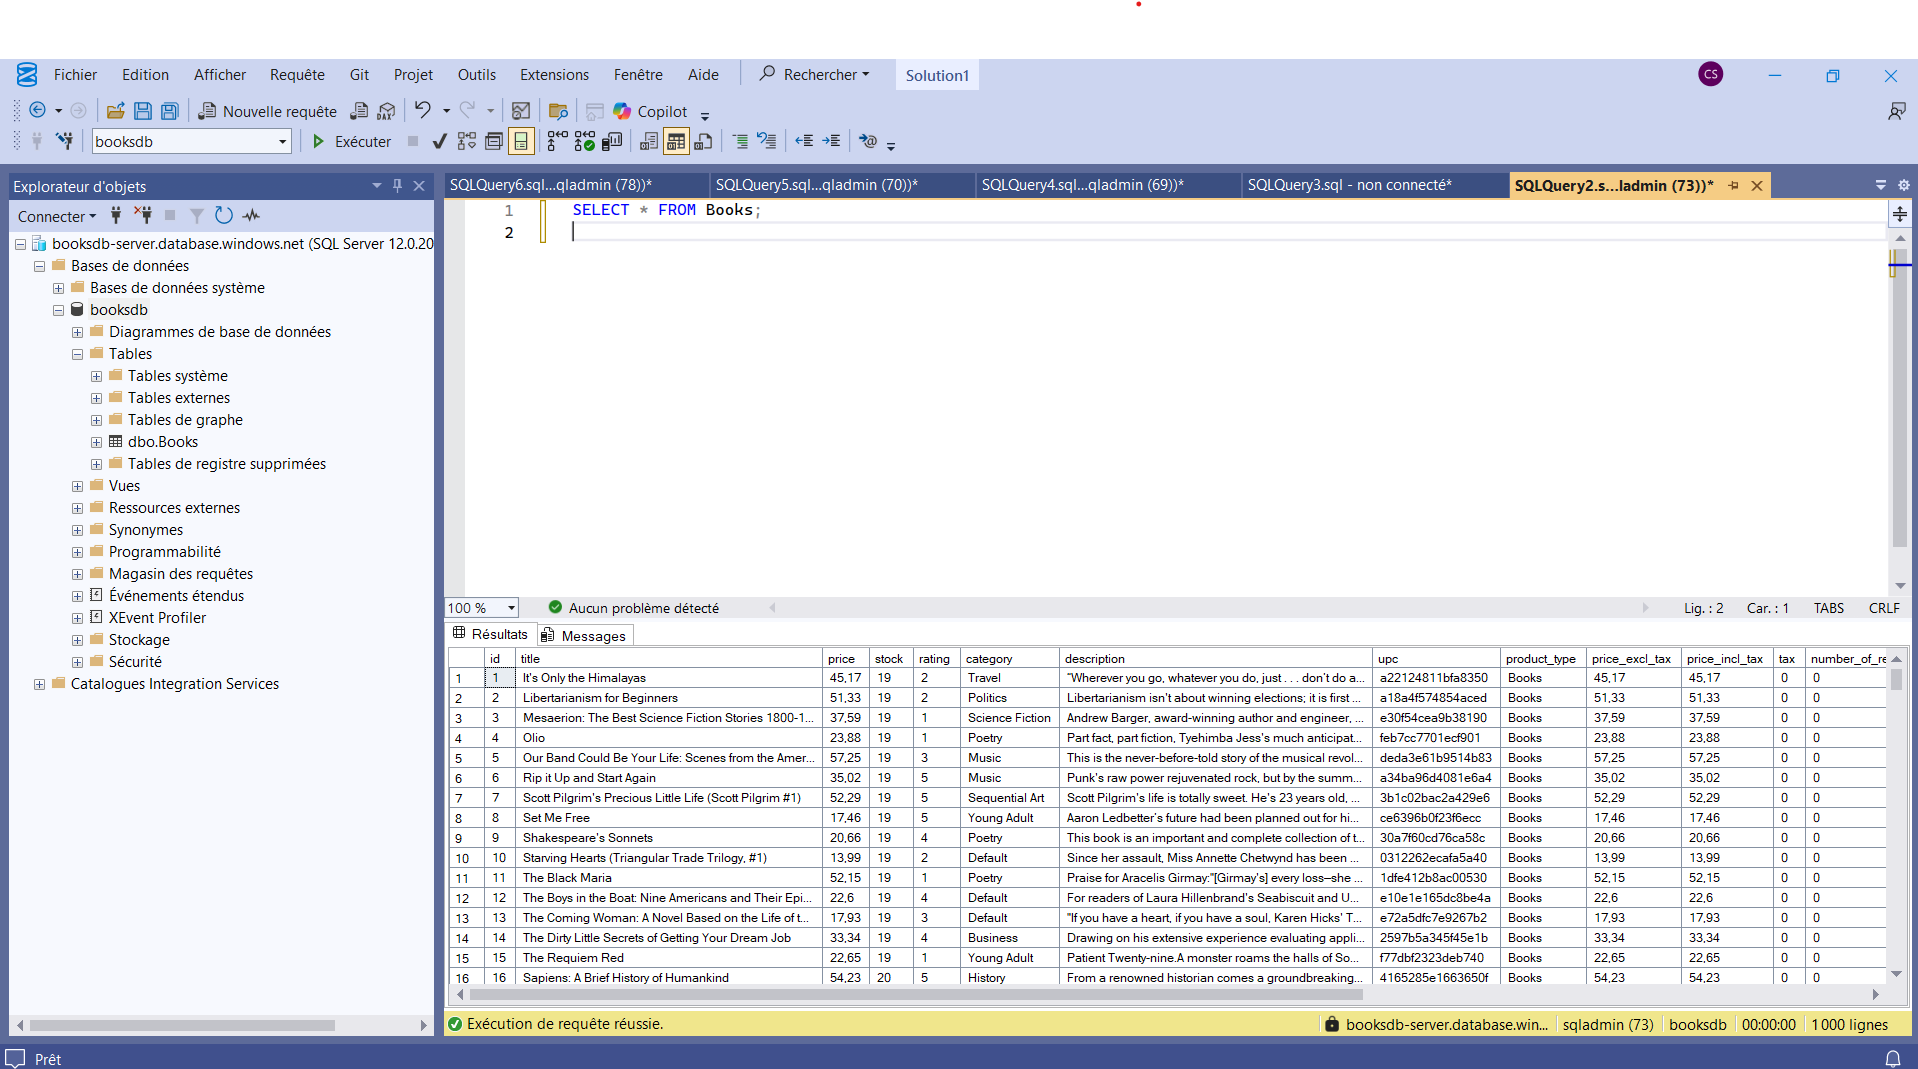 Fichier Edition Afficher Requête Git Projet Outils Extensions Fenêtre Aide Rechercher Solution1 CS
Nouvelle requête DAX Copilot
booksdb Exécuter
Explorateur d'objets
Connecter
booksdb-server.database.windows.net (SQL Server 12.0.20
Bases de données
Bases de données système
booksdb
Diagrammes de base de données
Tables
Tables système
Tables externes
Tables de graphe
dbo.Books
Tables de registre supprimées
Vues
Ressources externes
Synonymes
Programmabilité
Magasin des requêtes
Événements étendus
XEvent Profiler
Stockage
Sécurité
Catalogues Integration Services
SQLQuery6.sql...qladmin (78))* SQLQuery5.sql...qladmin (70))* SQLQuery4.sql...qladmin (69))* SQLQuery3.sql - non connecté* SQLQuery2.s...ladmin (73))*
1 SELECT * FROM Books;
2
100 % Aucun problème détecté Lig. : 2 Car. : 1 TABS CRLF
Résultats Messages
id title price stock rating category description upc product_type price_excl_tax price_incl_tax tax number_of_re
1 1 It's Only the Himalayas 45,17 19 2 Travel "Wherever you go, whatever you do, just . . . don't do a... a22124811bfa8350 Books 45,17 45,17 0 0
2 2 Libertarianism for Beginners 51,33 19 2 Politics Libertarianism isn't about winning elections; it is first ... a18a4f574854aced Books 51,33 51,33 0 0
3 3 Mesaerion: The Best Science Fiction Stories 1800-1... 37,59 19 1 Science Fiction Andrew Barger, award-winning author and engineer, ... e30f54cea9b38190 Books 37,59 37,59 0 0
4 4 Olio 23,88 19 1 Poetry Part fact, part fiction, Tyehimba Jess's much anticipat... feb7cc7701ecf901 Books 23,88 23,88 0 0
5 5 Our Band Could Be Your Life: Scenes from the Amer... 57,25 19 3 Music This is the never-before-told story of the musical revol... deda3e61b9514b83 Books 57,25 57,25 0 0
6 6 Rip it Up and Start Again 35,02 19 5 Music Punk's raw power rejuvenated rock, but by the summ... a34ba96d4081e6a4 Books 35,02 35,02 0 0
7 7 Scott Pilgrim's Precious Little Life (Scott Pilgrim #1) 52,29 19 5 Sequential Art Scott Pilgrim's life is totally sweet. He's 23 years old, ... 3b1c02bac2a429e6 Books 52,29 52,29 0 0
8 8 Set Me Free 17,46 19 5 Young Adult Aaron Ledbetter's future had been planned out for hi... ce6396b0f23f6ecc Books 17,46 17,46 0 0
9 9 Shakespeare's Sonnets 20,66 19 4 Poetry This book is an important and complete collection of t... 30a7f60cd76ca58c Books 20,66 20,66 0 0
10 10 Starving Hearts (Triangular Trade Trilogy, #1) 13,99 19 2 Default Since her assault, Miss Annette Chetwynd has been ... 0312262ecafa5a40 Books 13,99 13,99 0 0
11 11 The Black Maria 52,15 19 1 Poetry Praise for Aracelis Girmay:"[Girmay's] every loss—she ... 1dfe412b8ac00530 Books 52,15 52,15 0 0
12 12 The Boys in the Boat: Nine Americans and Their Epi... 22,6 19 4 Default For readers of Laura Hillenbrand's Seabiscuit and U... e10e1e165dc8be4a Books 22,6 22,6 0 0
13 13 The Coming Woman: A Novel Based on the Life of t... 17,93 19 3 Default "If you have a heart, if you have a soul, Karen Hicks' T... e72a5dfc7e9267b2 Books 17,93 17,93 0 0
14 14 The Dirty Little Secrets of Getting Your Dream Job 33,34 19 4 Business Drawing on his extensive experience evaluating appli... 2597b5a345f45e1b Books 33,34 33,34 0 0
15 15 The Requiem Red 22,65 19 1 Young Adult Patient Twenty-nine.A monster roams the halls of So... f77dbf2323deb740 Books 22,65 22,65 0 0
16 16 Sapiens: A Brief History of Humankind 54,23 20 5 History From a renowned historian comes a groundbreaking... 4165285e1663650f Books 54,23 54,23 0 0
Exécution de requête réussie. booksdb-server.database.win... sqladmin (73) booksdb 00:00:00 1 000 lignes
Prêt